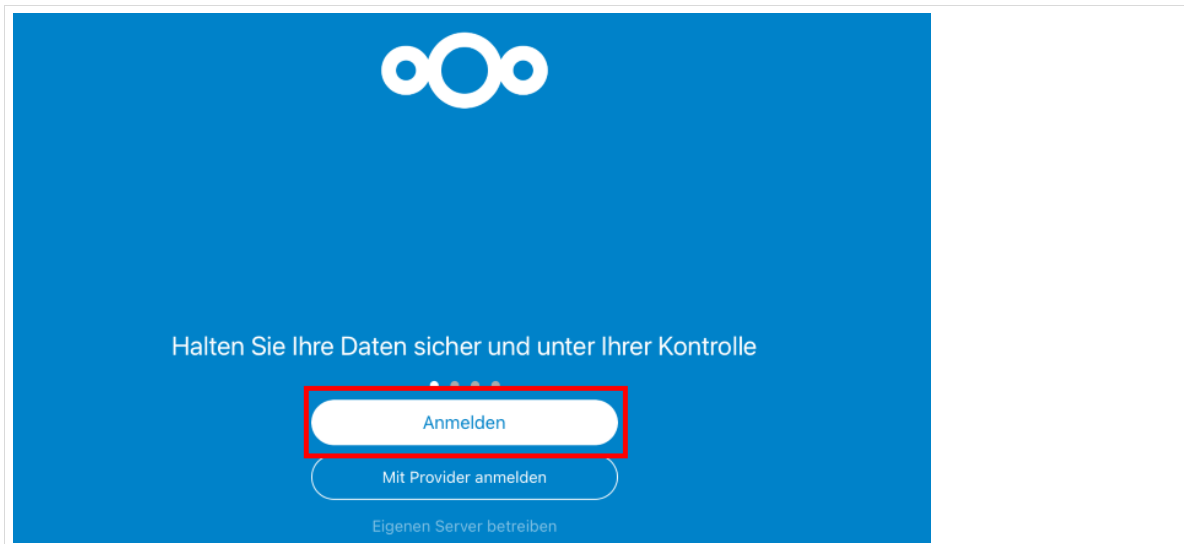 Halten Sie Ihre Daten sicher und unter Ihrer Kontrolle
Anmelden
Mit Provider anmelden
Eigenen Server betreiben